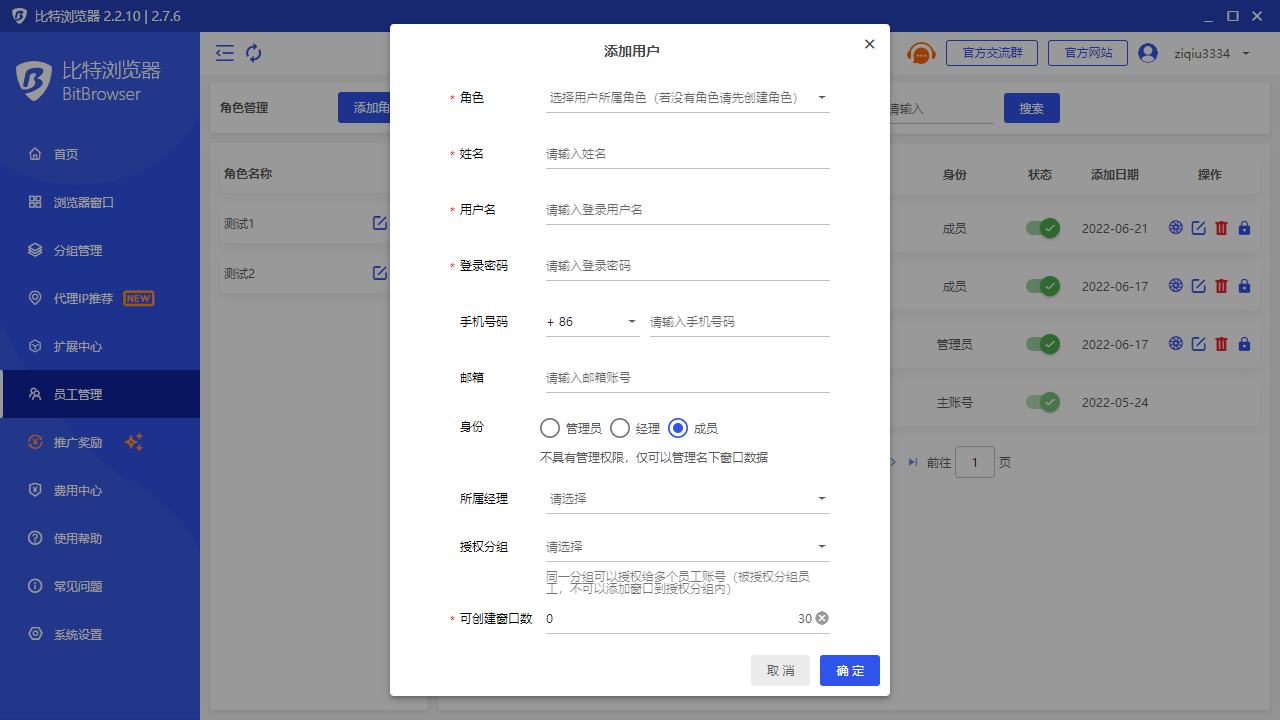 比特浏览器 2.2.10 | 2.7.6
比特浏览器
BitBrowser
首页
浏览器窗口
分组管理
代理IP推荐 NEW
扩展中心
员工管理
推广奖励
费用中心
使用帮助
常见问题
系统设置
官方交流群 官方网站 ziqiu3334
角色管理
添加角
角色名称
测试1
测试2
添加用户
* 角色 选择用户所属角色（若没有角色请先创建角色）
* 姓名 请输入姓名
* 用户名 请输入登录用户名
* 登录密码 请输入登录密码
手机号码 + 86 请输入手机号码
邮箱 请输入邮箱账号
身份 管理员 经理 成员
不具有管理权限，仅可以管理名下窗口数据
所属经理 请选择
授权分组 请选择
同一分组可以授权给多个员工账号（被授权分组员
工，不可以添加窗口到授权分组内）
* 可创建窗口数 0 30
取 消 确 定
请输入 搜索
身份 状态 添加日期 操作
成员 2022-06-21
成员 2022-06-17
管理员 2022-06-17
主账号 2022-05-24
前往 1 页